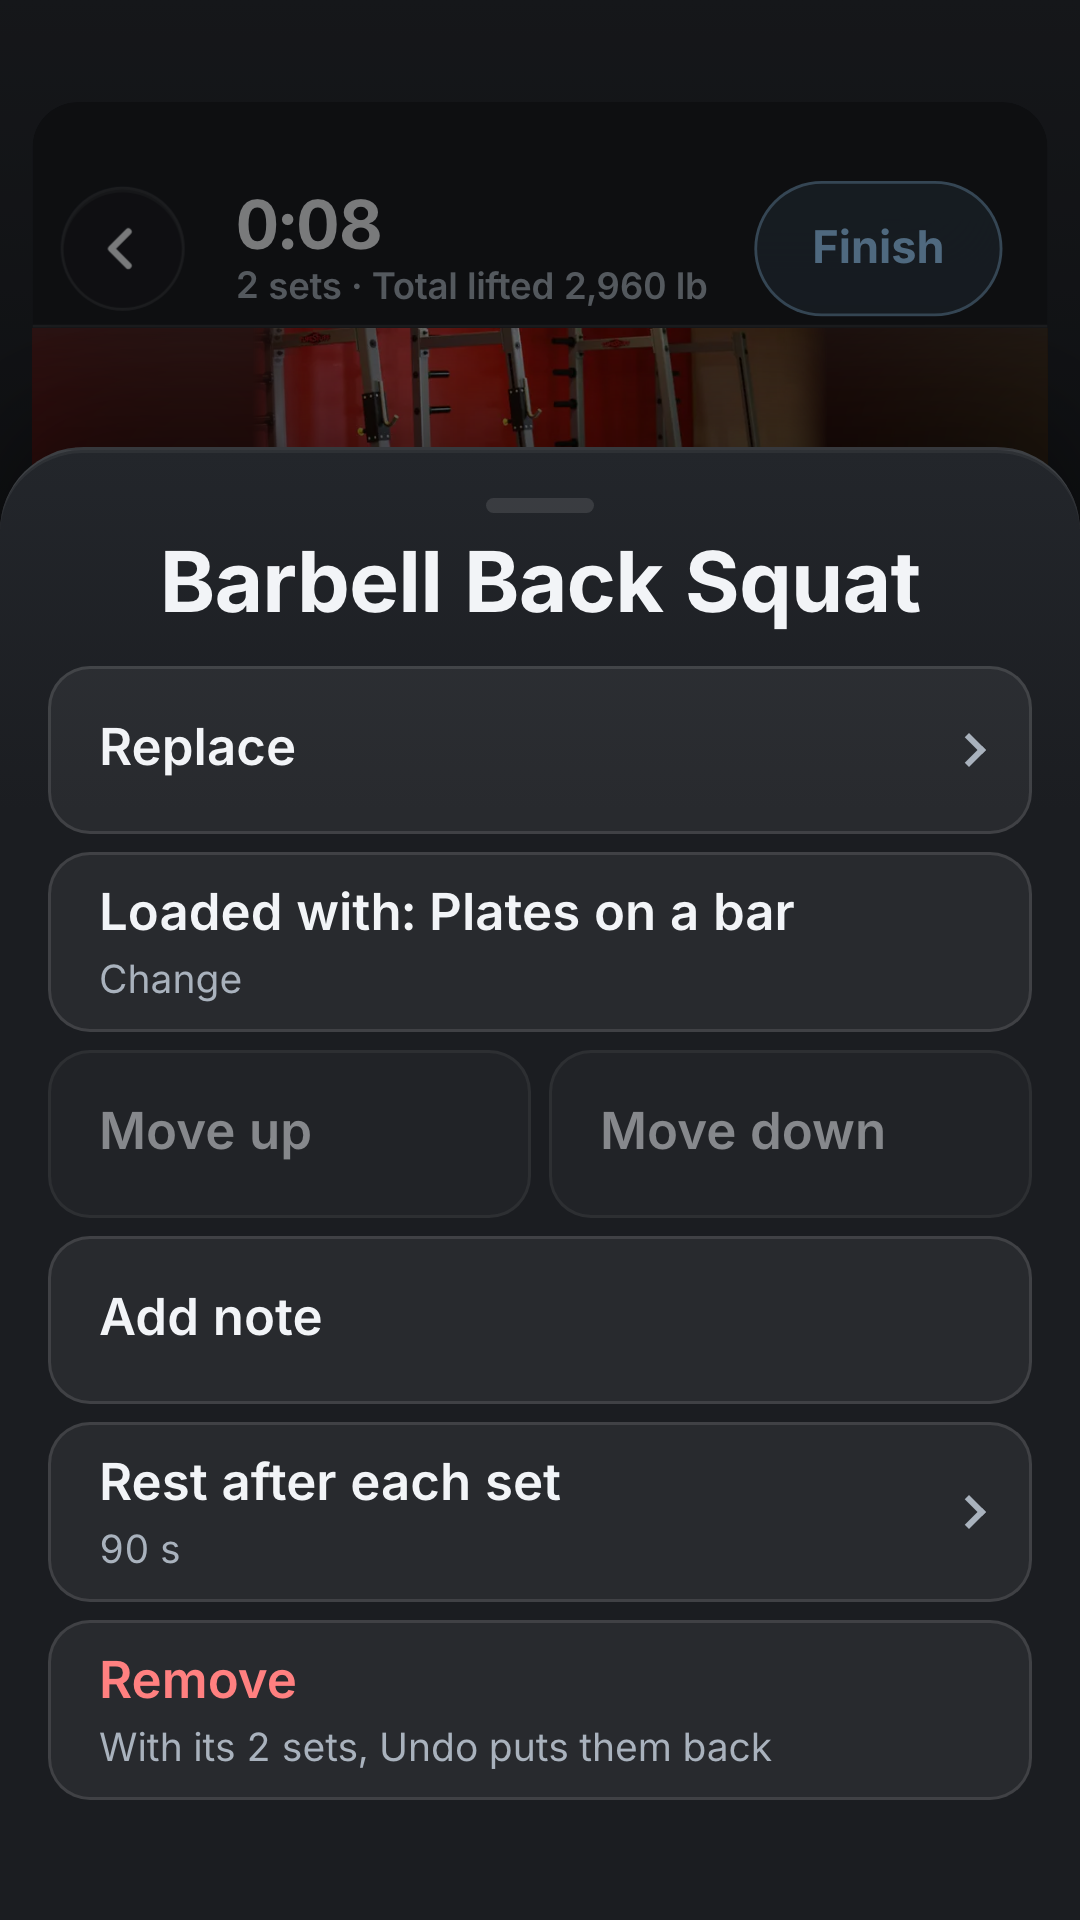 0:08
2 sets · Total lifted 2,960 lb
Finish
Barbell Back Squat
Replace
Loaded with: Plates on a bar
Change
Move up
Move down
Add note
Rest after each set
90 s
Remove
With its 2 sets, Undo puts them back